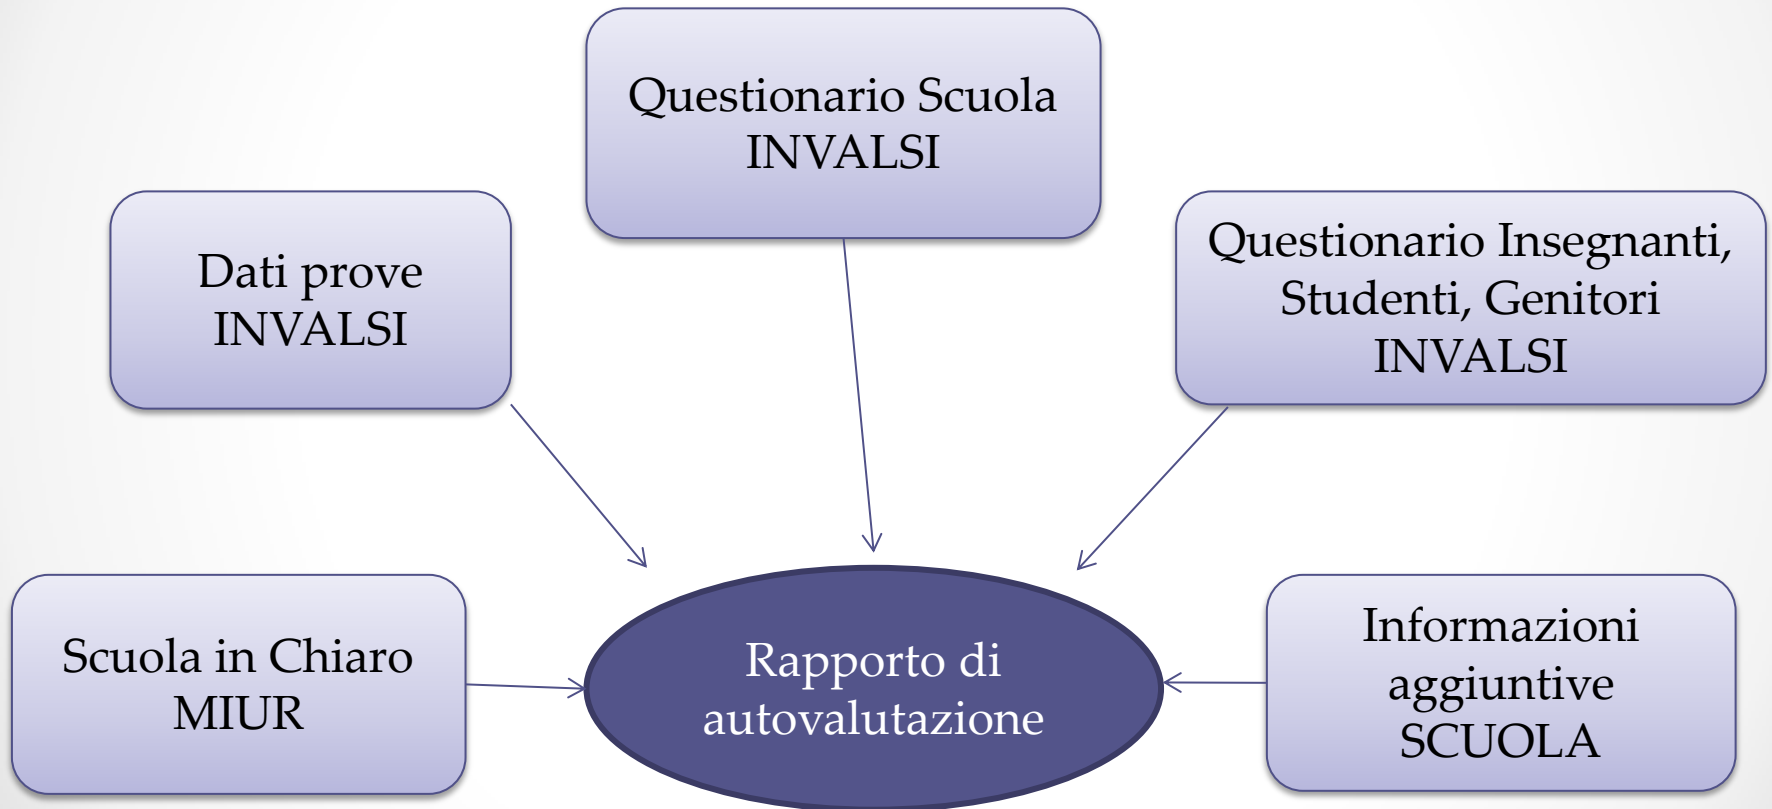 Questionario Scuola
INVALSI
Dati prove
INVALSI
Questionario Insegnanti,
Studenti, Genitori
INVALSI
Scuola in Chiaro
MIUR
Rapporto di
autovalutazione
Informazioni
aggiuntive
SCUOLA